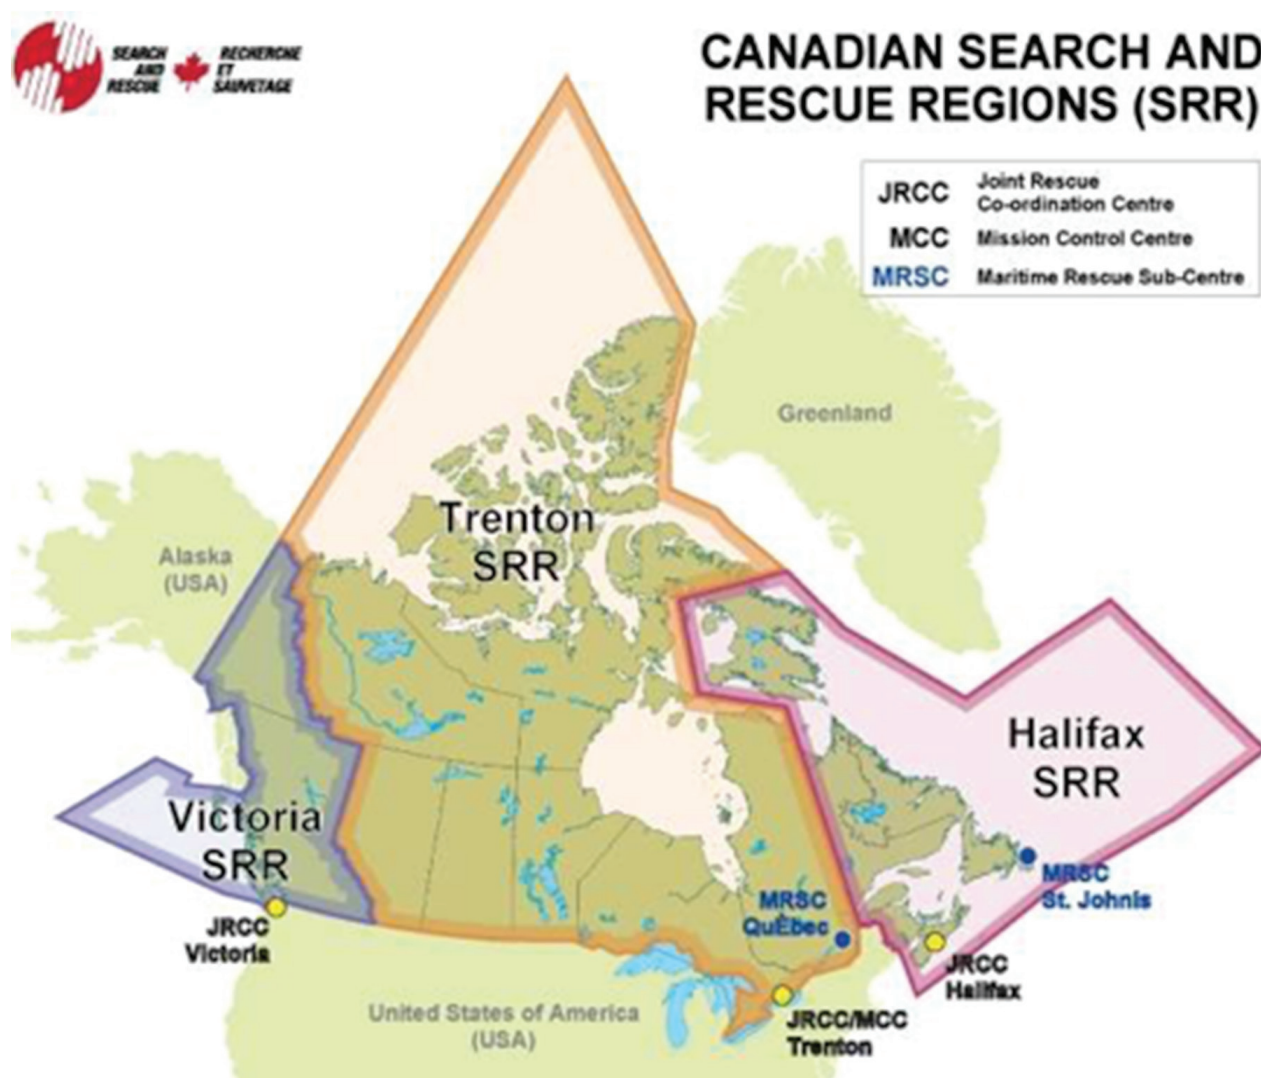 SEARCH
AND
RESCUE
RECHERCHE
ET
SAUVETAGE
CANADIAN SEARCH AND
RESCUE REGIONS (SRR)
JRCC Joint Rescue
Co-ordination Centre
MCC Mission Control Centre
MRSC Maritime Rescue Sub-Centre
Greenland
Trenton
SRR
Alaska
(USA)
Halifax
SRR
Victoria
SRR
MRSC
St. Johnis
MRSC
QuÈbec
JRCC
Victoria
JRCC
Halifax
United States of America
(USA)
JRCC/MCC
Trenton